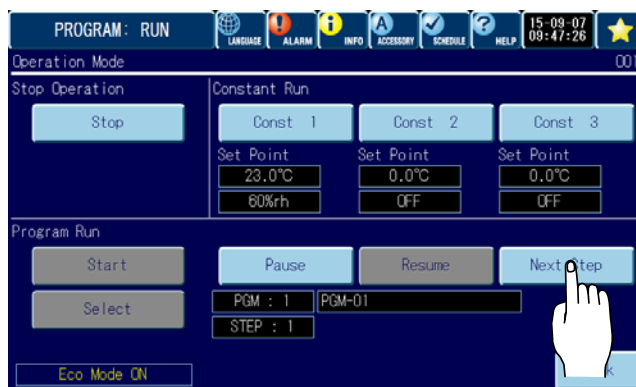 PROGRAM: RUN
LANGUAGE ALARM INFO ACCESSORY SCHEDULE HELP
15-09-07
09:47:26
Operation Mode 001
Stop Operation Constant Run
Stop Const 1 Const 2 Const 3
Set Point Set Point Set Point
23.0°C 0.0°C 0.0°C
60%rh OFF OFF
Program Run
Start Pause Resume Next Step
Select PGM : 1 PGM-01
STEP : 1
Eco Mode ON